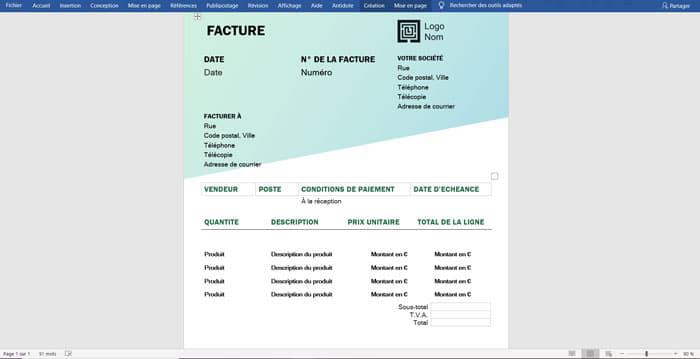 Fichier Accueil Insertion Conception Mise en page Références Publipostage Révision Affichage Aide Antidote Création Mise en page Rechercher des outils adaptés Partager
FACTURE
Logo
Nom
DATE
Date
N° DE LA FACTURE
Numéro
VOTRE SOCIÉTÉ
Rue
Code postal, Ville
Téléphone
Télécopie
Adresse de courrier
FACTURER À
Rue
Code postal, Ville
Téléphone
Télécopie
Adresse de courrier
VENDEUR POSTE CONDITIONS DE PAIEMENT DATE D'ECHEANCE
À la réception
QUANTITE DESCRIPTION PRIX UNITAIRE TOTAL DE LA LIGNE
Produit Description du produit Montant en € Montant en €
Produit Description du produit Montant en € Montant en €
Produit Description du produit Montant en € Montant en €
Produit Description du produit Montant en € Montant en €
Sous-total
T.V.A.
Total
Page 1 sur 1 51 mots 90 %